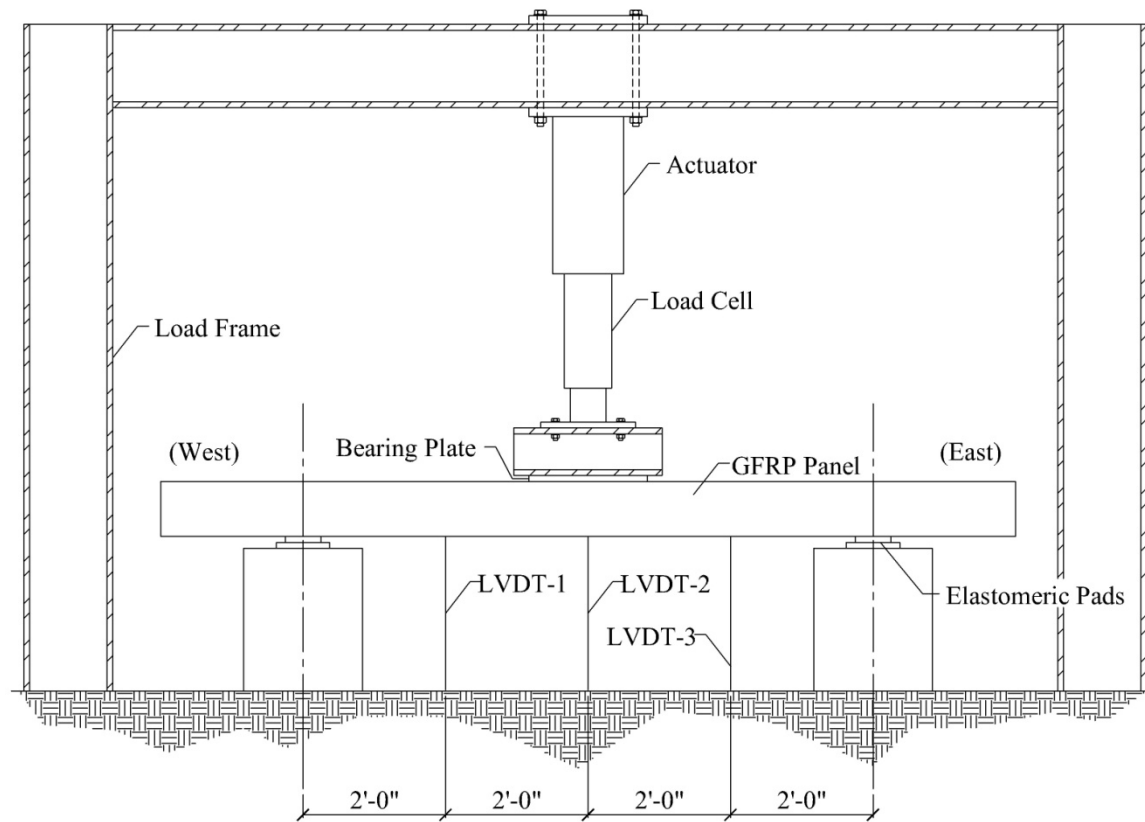 Actuator
Load Cell
Load Frame
Bearing Plate
(West)
GFRP Panel
(East)
LVDT-1
LVDT-2
Elastomeric Pads
LVDT-3
2'-0"
2'-0"
2'-0"
2'-0"